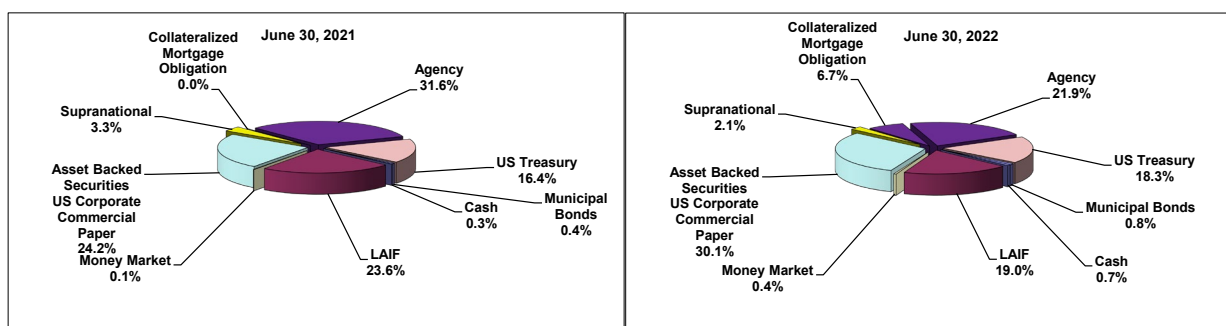 June 30, 2021
Collateralized
Mortgage
Obligation
0.0%
Agency
31.6%
Supranational
3.3%
US Treasury
16.4%
Asset Backed
Securities
US Corporate
Commercial
Paper
24.2%
Municipal
Bonds
0.4%
Cash
0.3%
Money Market
0.1%
LAIF
23.6%
June 30, 2022
Collateralized
Mortgage
Obligation
6.7%
Agency
21.9%
Supranational
2.1%
US Treasury
18.3%
Asset Backed
Securities
US Corporate
Commercial
Paper
30.1%
Municipal Bonds
0.8%
Money Market
0.4%
LAIF
19.0%
Cash
0.7%